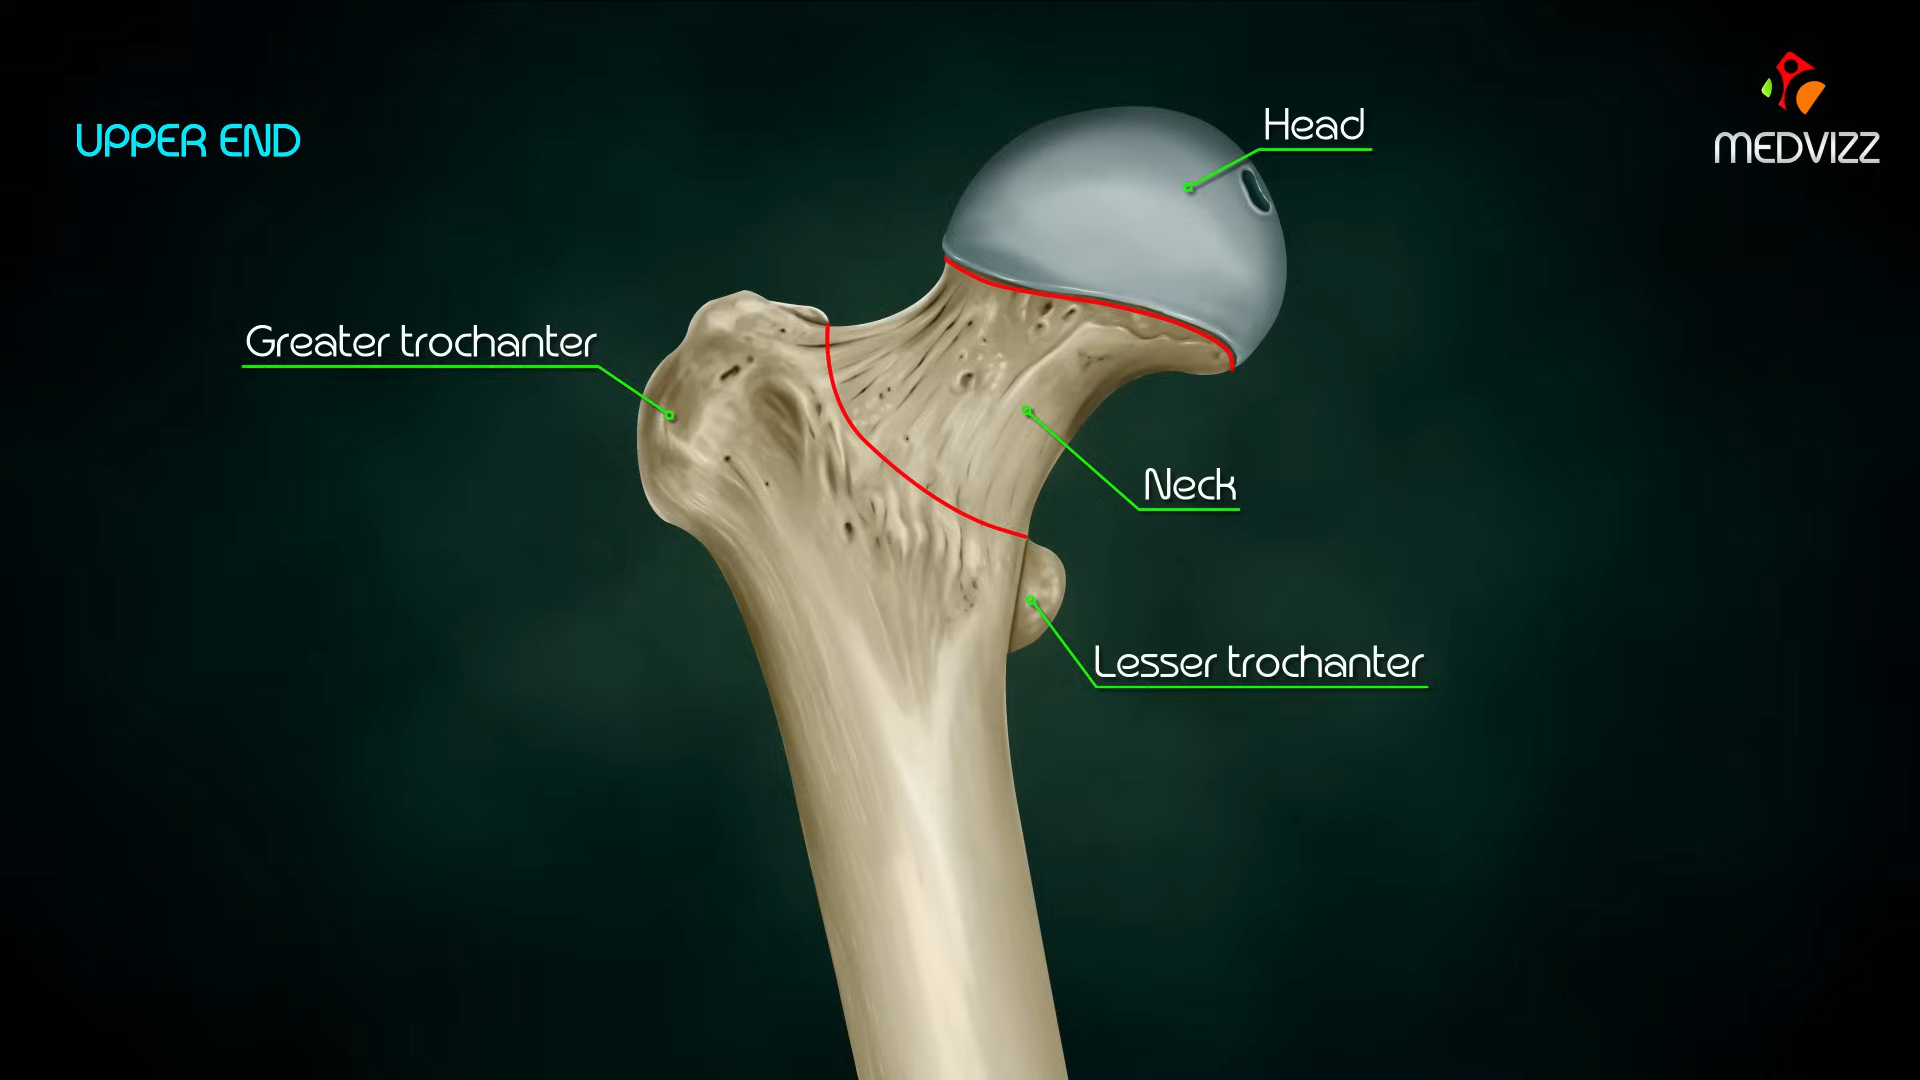 UPPER END
Head
MEDVIZZ
Greater trochanter
Neck
Lesser trochanter